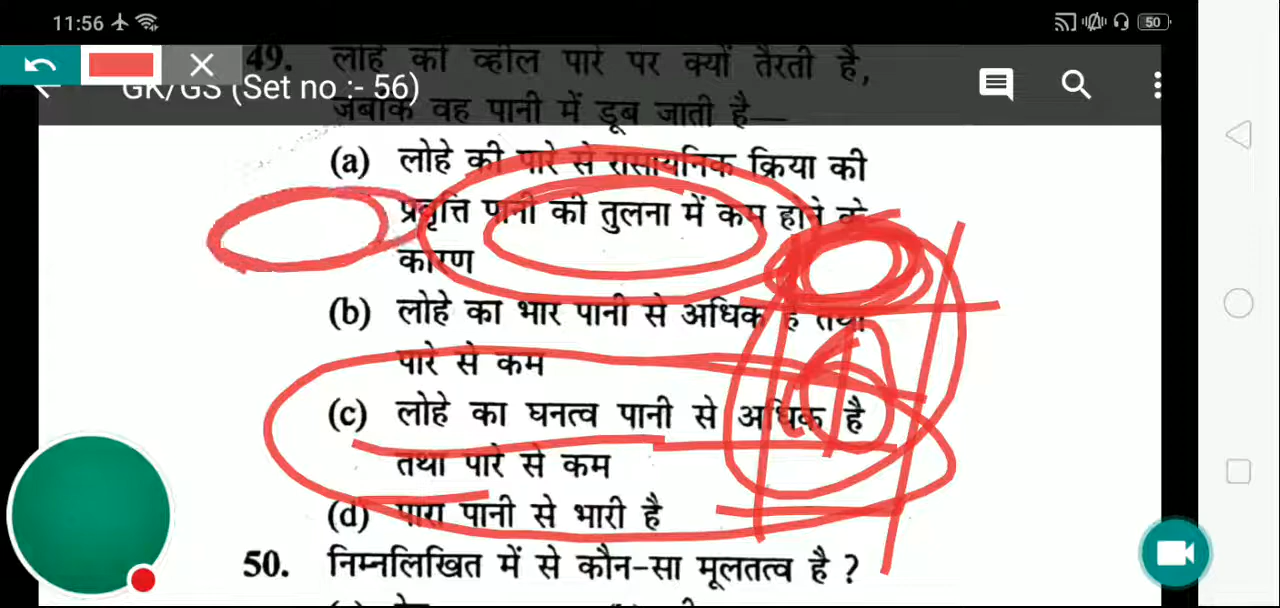 11:56
50
49. लोहे की व्हील पारे पर क्यों तैरती है,
GK/GS (Set no :- 56)
जबकि वह पानी में डूब जाती है—
(a) लोहे की पारे से रासायनिक क्रिया की
प्रवृत्ति पानी की तुलना में कम होने के
कारण
(b) लोहे का भार पानी से अधिक है तथा
पारे से कम
(c) लोहे का घनत्व पानी से अधिक है
तथा पारे से कम
(d) पारा पानी से भारी है
50. निम्नलिखित में से कौन-सा मूलतत्व है ?